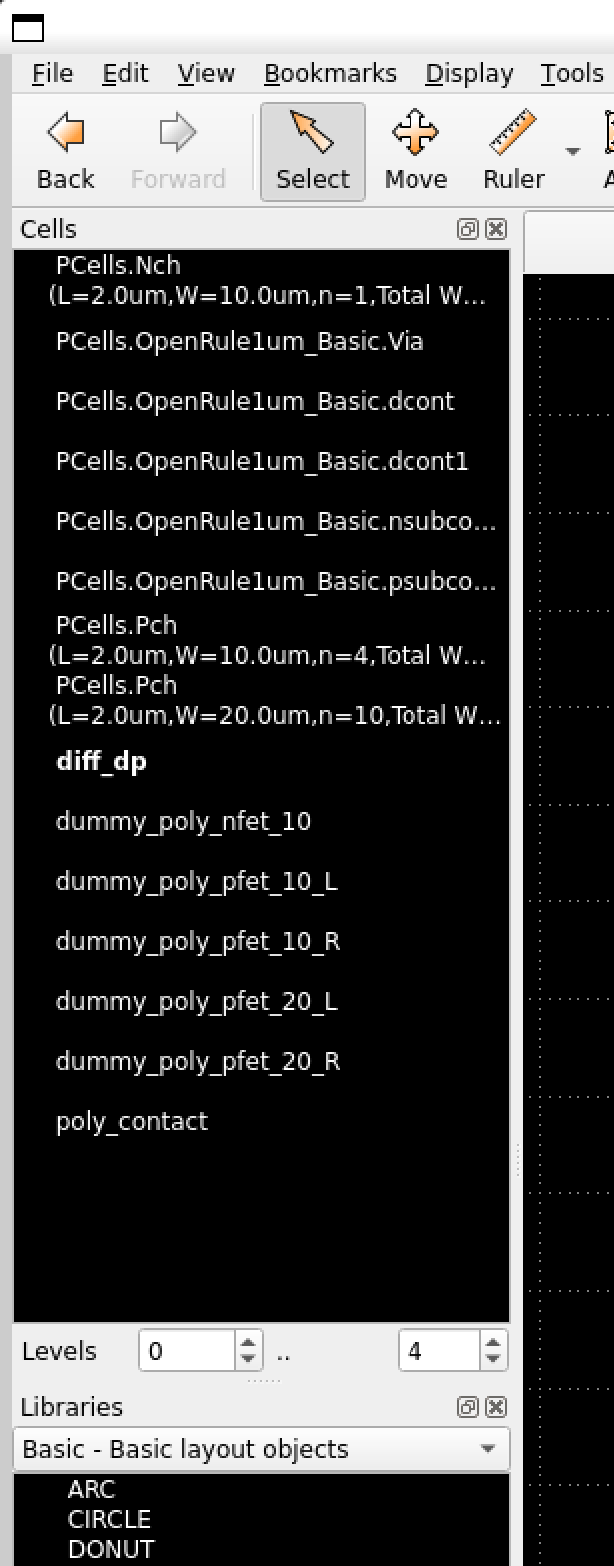 File Edit View Bookmarks Display Tools
Back Forward Select Move Ruler A
Cells
PCells.Nch
(L=2.0um,W=10.0um,n=1,Total W...
PCells.OpenRule1um_Basic.Via
PCells.OpenRule1um_Basic.dcont
PCells.OpenRule1um_Basic.dcont1
PCells.OpenRule1um_Basic.nsubco...
PCells.OpenRule1um_Basic.psubco...
PCells.Pch
(L=2.0um,W=10.0um,n=4,Total W...
PCells.Pch
(L=2.0um,W=20.0um,n=10,Total W...
diff_dp
dummy_poly_nfet_10
dummy_poly_pfet_10_L
dummy_poly_pfet_10_R
dummy_poly_pfet_20_L
dummy_poly_pfet_20_R
poly_contact
Levels 0 .. 4
Libraries
Basic - Basic layout objects
ARC
CIRCLE
DONUT